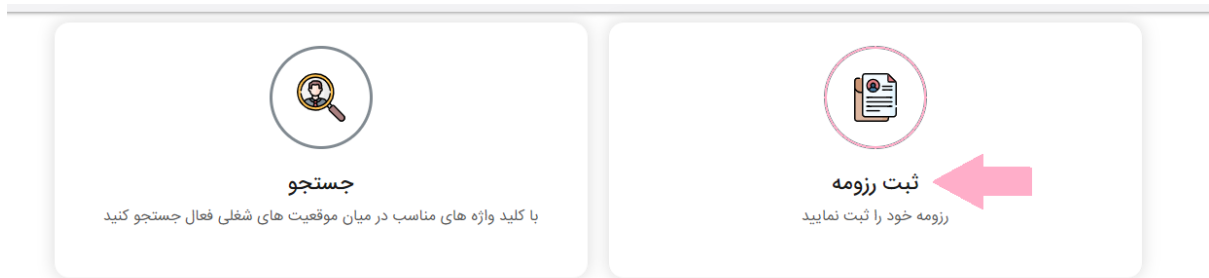 ثبت رزومه
رزومه خود را ثبت نمایید
جستجو
با کلید واژه های مناسب در میان موقعیت های شغلی فعال جستجو کنید